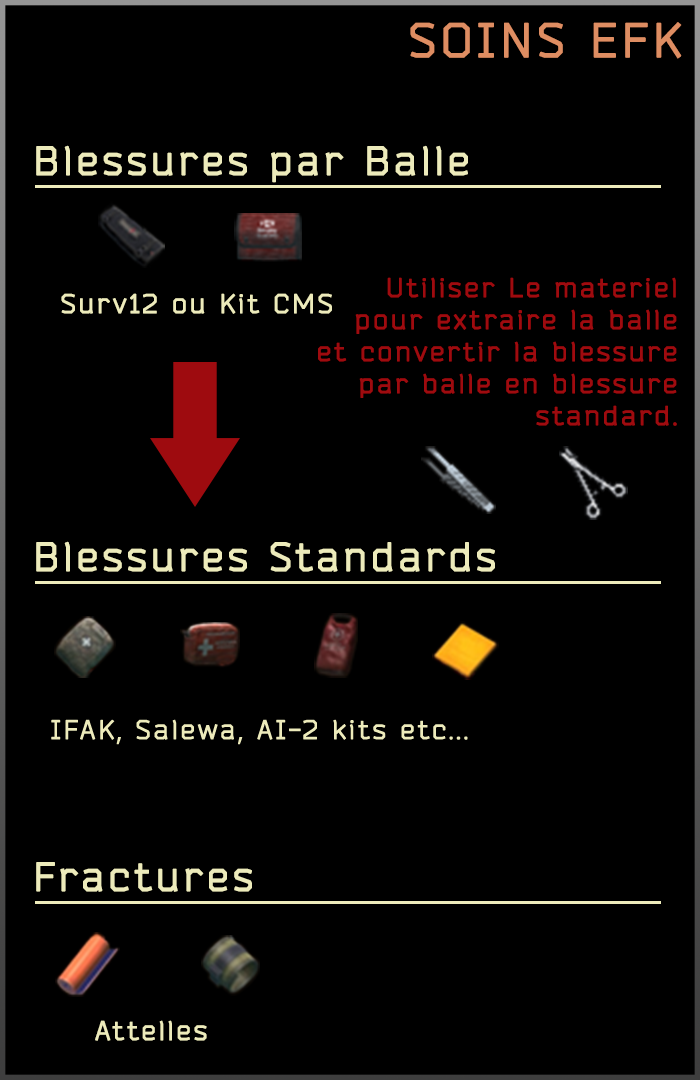 SOINS EFK
Blessures par Balle
Surv12 ou Kit CMS
Utiliser Le materiel
pour extraire la balle
et convertir la blessure
par balle en blessure
standard.
Blessures Standards
IFAK, Salewa, AI-2 kits etc...
Fractures
Attelles